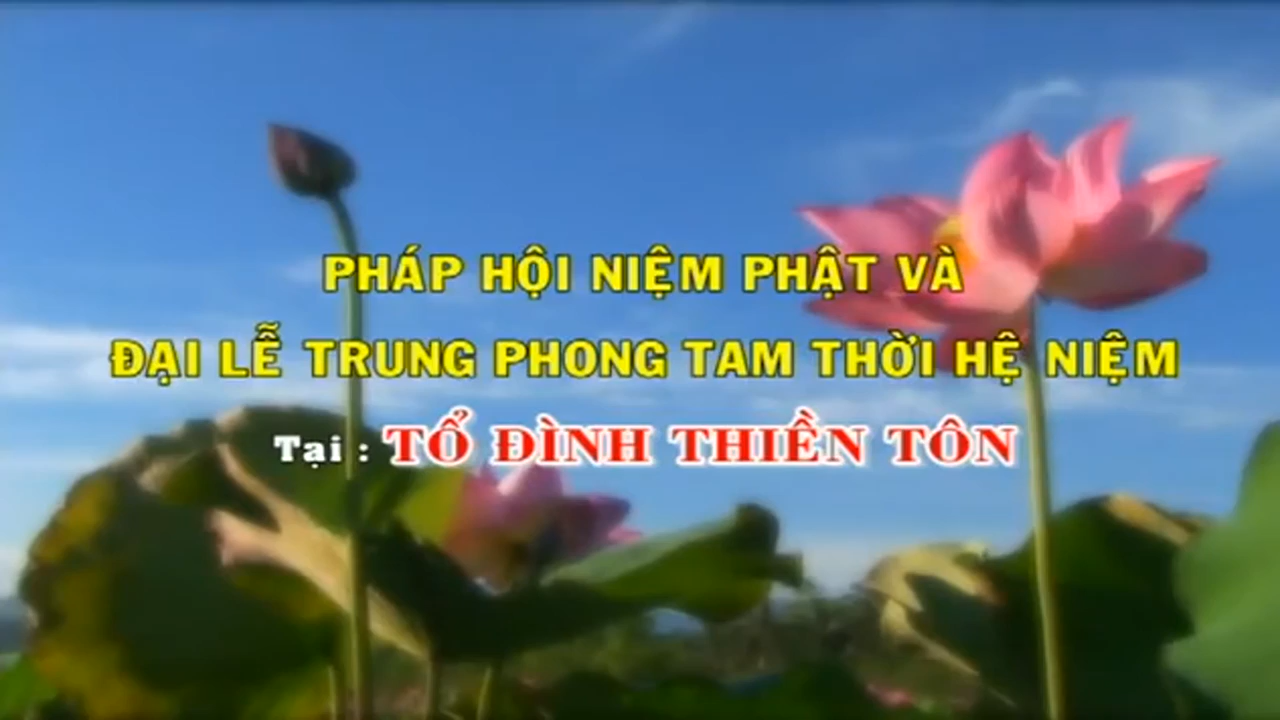 PHÁP HỘI NIỆM PHẬT VÀ
ĐẠI LỄ TRUNG PHONG TAM THỜI HỆ NIỆM
Tại : TỔ ĐÌNH THIỀN TÔN